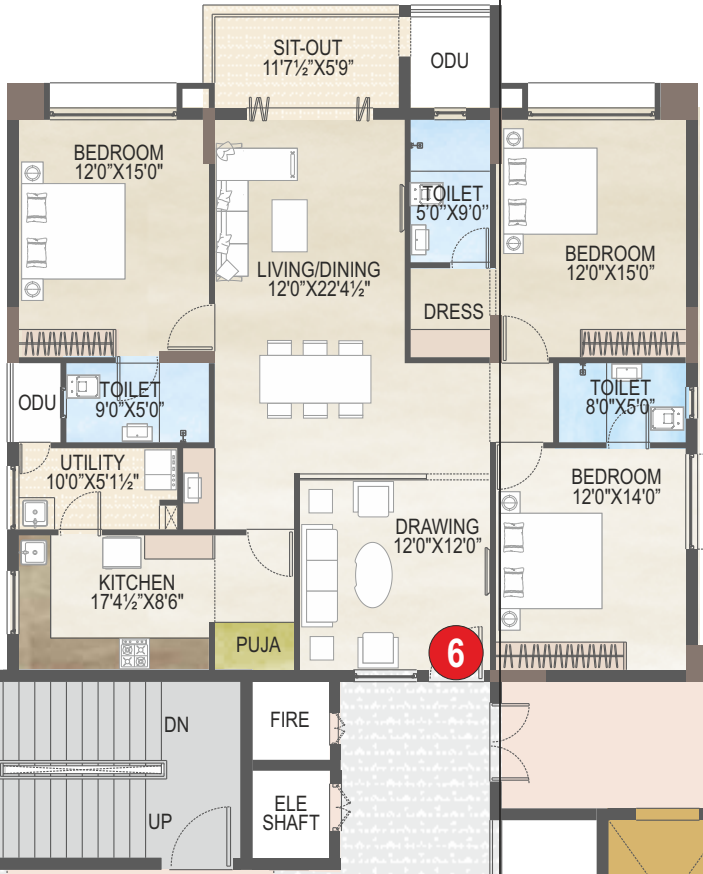 SIT-OUT
11'7½"X5'9"
ODU
BEDROOM
12'0"X15'0"
TOILET
5'0"X9'0"
BEDROOM
12'0"X15'0"
LIVING/DINING
12'0"X22'4½"
DRESS
ODU
TOILET
9'0"X5'0"
TOILET
8'0"X5'0"
UTILITY
10'0"X5'1½"
BEDROOM
12'0"X14'0"
DRAWING
12'0"X12'0"
KITCHEN
17'4½"X8'6"
PUJA
6
DN
FIRE
UP
ELE
SHAFT